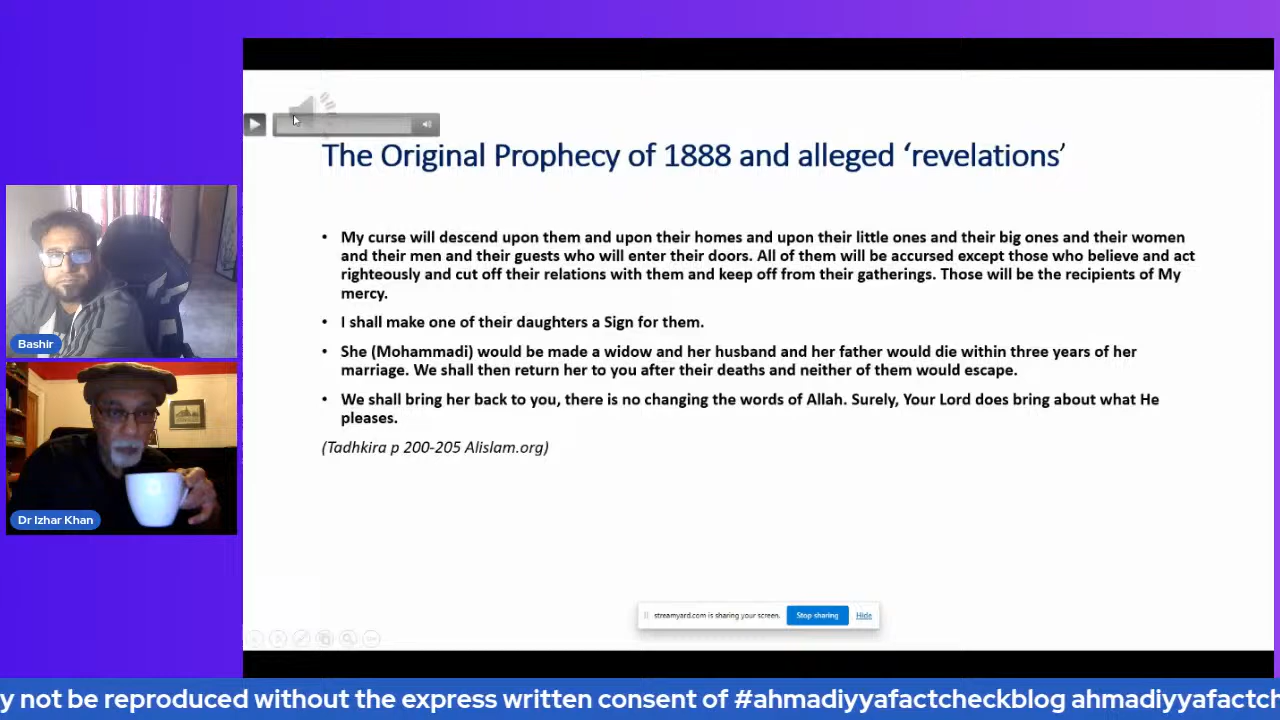 The Original Prophecy of 1888 and alleged ‘revelations’
• My curse will descend upon them and upon their homes and upon their little ones and their big ones and their women
and their men and their guests who will enter their doors. All of them will be accursed except those who believe and act
righteously and cut off their relations with them and keep off from their gatherings. Those will be the recipients of My
mercy.
• I shall make one of their daughters a Sign for them.
• She (Mohammadi) would be made a widow and her husband and her father would die within three years of her
marriage. We shall then return her to you after their deaths and neither of them would escape.
• We shall bring her back to you, there is no changing the words of Allah. Surely, Your Lord does bring about what He
pleases.
(Tadhkira p 200-205 Alislam.org)
Bashir
Dr Izhar Khan
streamyard.com is sharing your screen.
Stop sharing
Hide
y not be reproduced without the express written consent of #ahmadiyyafactcheckblog ahmadiyyafactch